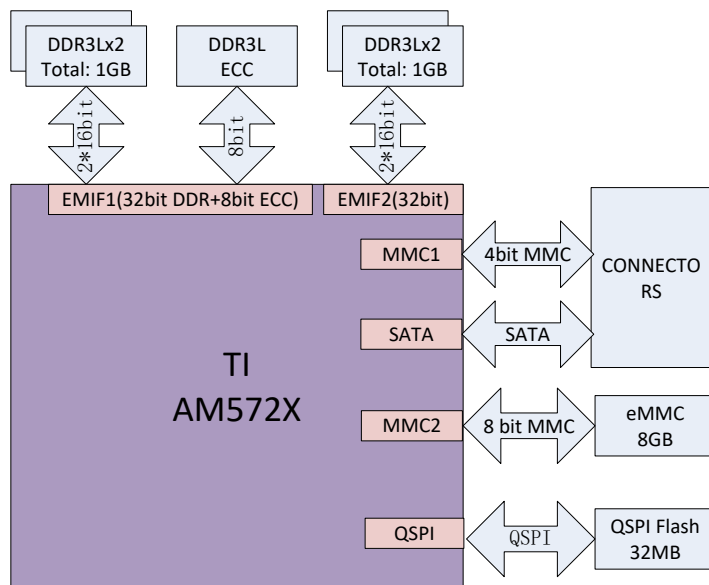 DDR3Lx2
Total: 1GB
DDR3L
ECC
DDR3Lx2
Total: 1GB
2*16bit
8bit
2*16bit
EMIF1(32bit DDR+8bit ECC)
EMIF2(32bit)
MMC1
4bit MMC
CONNECTO
RS
SATA
SATA
TI
AM572X
MMC2
8 bit MMC
eMMC
8GB
QSPI
QSPI
QSPI Flash
32MB